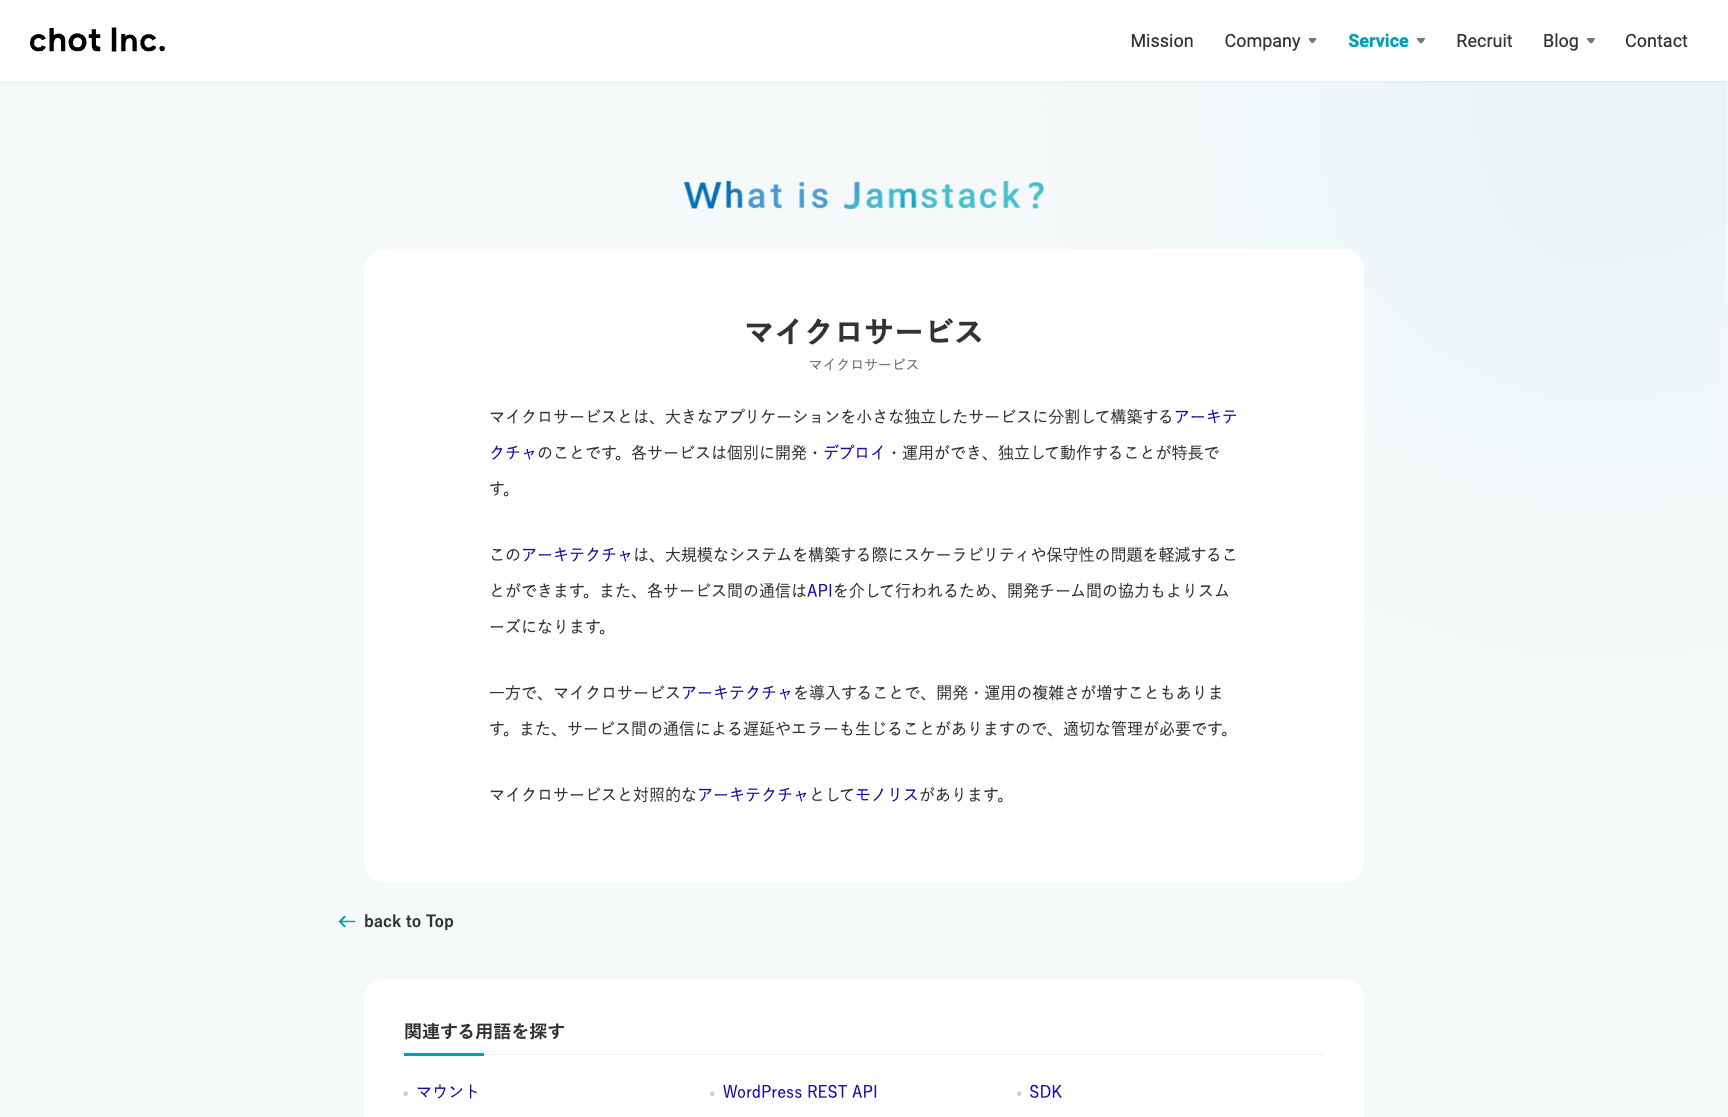 chot Inc.
Mission Company Service Recruit Blog Contact
What is Jamstack?
マイクロサービス
マイクロサービス
マイクロサービスとは、大きなアプリケーションを小さな独立したサービスに分割して構築するアーキテ
クチャのことです。各サービスは個別に開発・デプロイ・運用ができ、独立して動作することが特長で
す。
このアーキテクチャは、大規模なシステムを構築する際にスケーラビリティや保守性の問題を軽減するこ
とができます。また、各サービス間の通信はAPIを介して行われるため、開発チーム間の協力もよりスム
ーズになります。
一方で、マイクロサービスアーキテクチャを導入することで、開発・運用の複雑さが増すこともありま
す。また、サービス間の通信による遅延やエラーも生じることがありますので、適切な管理が必要です。
マイクロサービスと対照的なアーキテクチャとしてモノリスがあります。
back to Top
関連する用語を探す
マウント
WordPress REST API
SDK